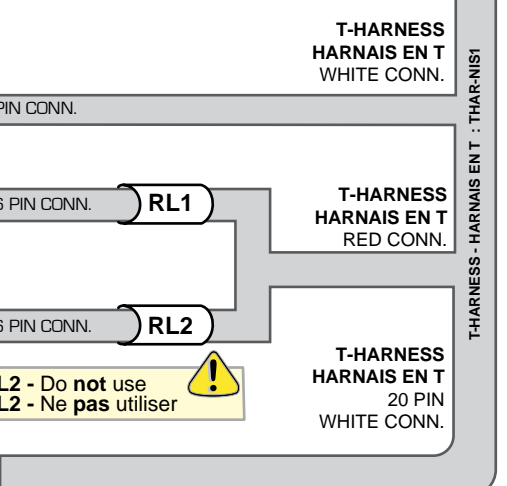 T-HARNESS
HARNAIS EN T
WHITE CONN.
PIN CONN.
T-HARNESS - HARNAIS EN T : THAR-NIS1
6 PIN CONN.
RL1
T-HARNESS
HARNAIS EN T
RED CONN.
6 PIN CONN.
RL2
L2 - Do not use
L2 - Ne pas utiliser
T-HARNESS
HARNAIS EN T
20 PIN
WHITE CONN.